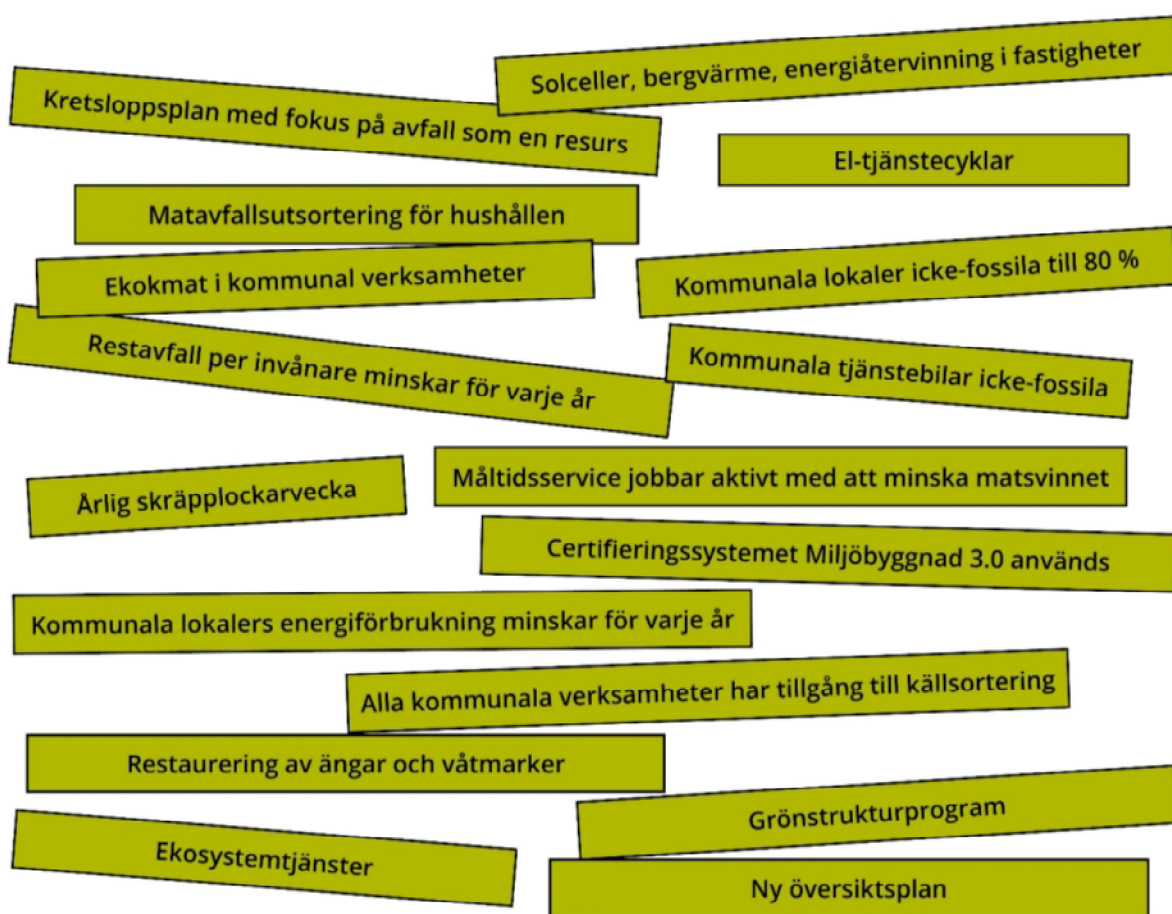 Solceller, bergvärme, energiåtervinning i fastigheter
Kretsloppsplan med fokus på avfall som en resurs
El-tjänstecyklar
Matavfallsutsortering för hushållen
Ekokmat i kommunal verksamheter
Kommunala lokaler icke-fossila till 80 %
Restavfall per invånare minskar för varje år
Kommunala tjänstebilar icke-fossila
Måltidsservice jobbar aktivt med att minska matsvinnet
Årlig skräpplockarvecka
Certifieringssystemet Miljöbyggnad 3.0 används
Kommunala lokalers energiförbrukning minskar för varje år
Alla kommunala verksamheter har tillgång till källsortering
Restaurering av ängar och våtmarker
Grönstrukturprogram
Ekosystemtjänster
Ny översiktsplan